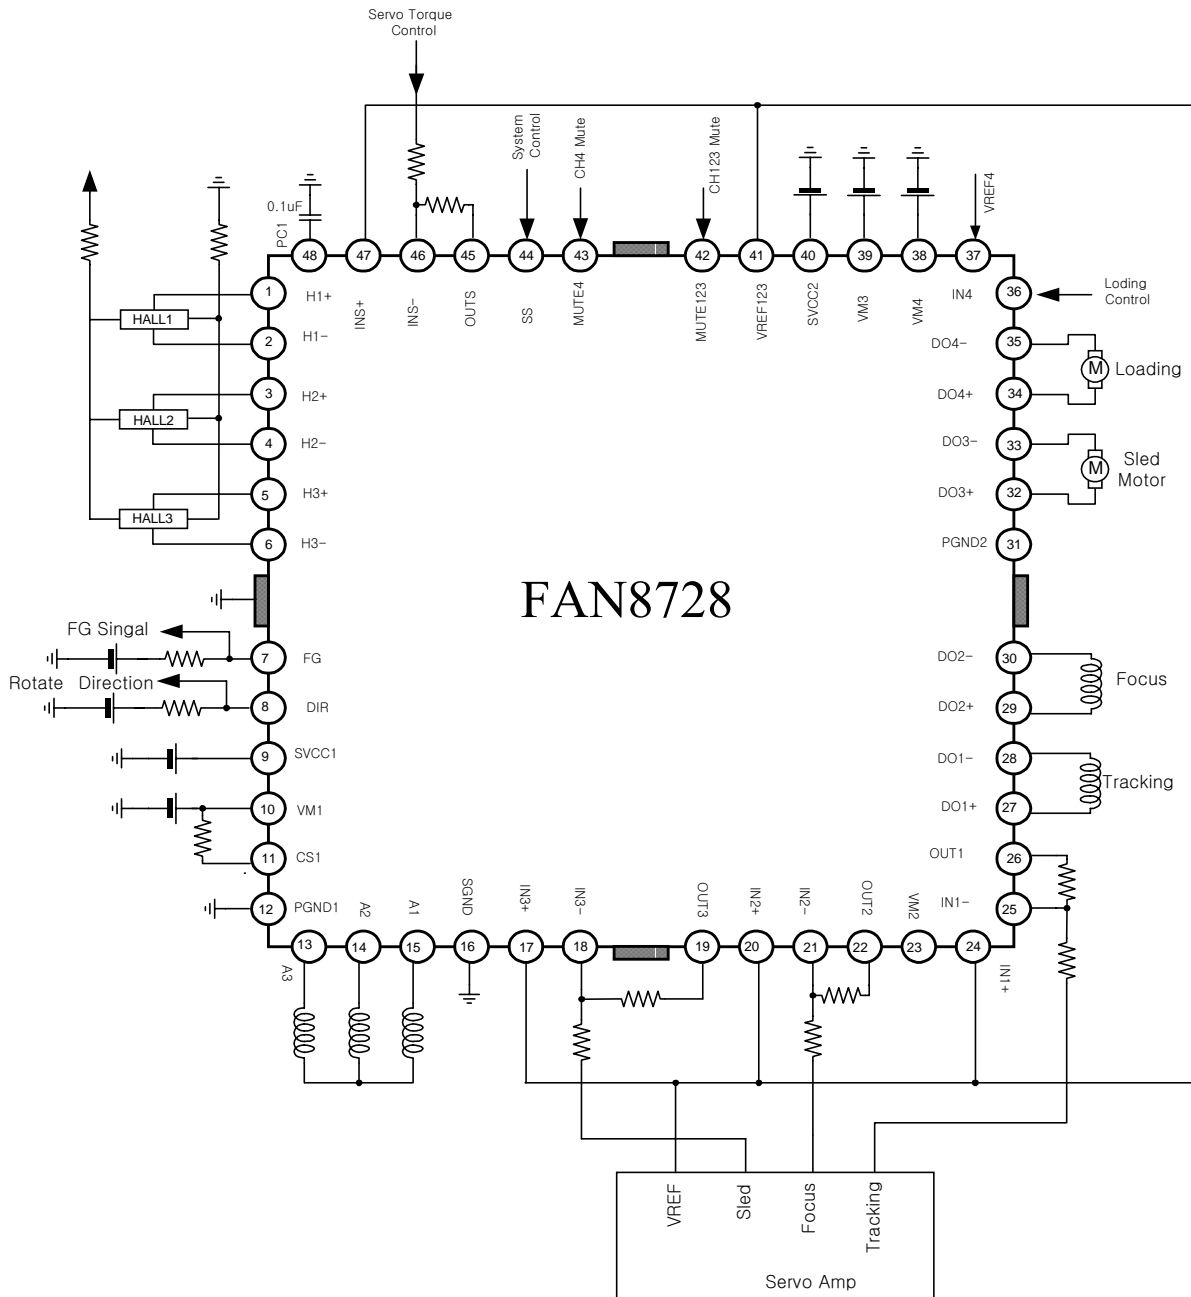 Servo Torque
Control
System
Control
CH4 Mute
CH123 Mute
VREF4
0.1uF
PC1
48
47
46
45
44
43
42
41
40
39
38
37
INS+
INS-
OUTS
SS
MUTE4
MUTE123
VREF123
SVCC2
VM3
VM4
1
H1+
HALL1
2
H1-
3
H2+
HALL2
4
H2-
5
H3+
HALL3
6
H3-
IN4
36
Loding
Control
DO4-
35
M
Loading
DO4+
34
DO3-
33
M
Sled
Motor
DO3+
32
PGND2
31
FAN8728
FG Singal
7
FG
Rotate Direction
8
DIR
9
SVCC1
10
VM1
11
CS1
12
PGND1
DO2-
30
Focus
DO2+
29
DO1-
28
Tracking
DO1+
27
OUT1
26
IN1-
25
A3
A2
A1
SGND
IN3+
IN3-
OUT3
IN2+
IN2-
OUT2
VM2
IN1+
13
14
15
16
17
18
19
20
21
22
23
24
VREF
Sled
Focus
Tracking
Servo Amp